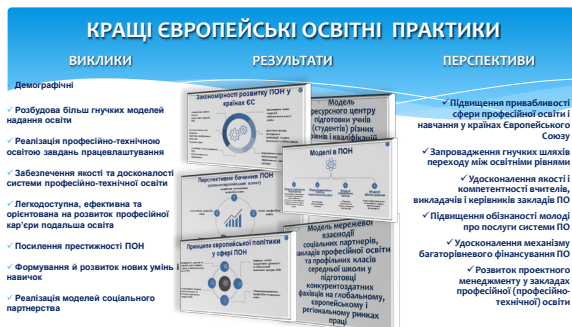 КРАЩІ ЄВРОПЕЙСЬКІ ОСВІТНІ ПРАКТИКИ
ВИКЛИКИ
Демографічні
✓ Розбудова більш гнучких моделей
надання освіти
✓ Реалізація професійно-технічною
освітою завдань працевлаштування
✓ Забезпечення якості та досконалості
системи професійно-технічної освіти
✓ Легкодоступна, ефективна та
орієнтована на розвиток професійної
кар'єри подальша освіта
✓ Посилення престижності ПОН
✓ Формування й розвиток нових умінь і
навичок
✓ Реалізація моделей соціального
партнерства
РЕЗУЛЬТАТИ
Закономірності розвитку ПОН у
країнах ЄС
Модель
ресурсного центру
підготовки учнів
(студентів) різних
рівнів і кваліфікацій
Перспективне бачення ПОН
Моделі в ПОН
Принципи європейської політики
у сфері ПОН
Модель мережевої
взаємодії
соціальних партнерів,
закладів професійної освіти
та профільних класів
середньої школи у
підготовці
конкурентоздатних
фахівців на глобальному,
європейському і
регіональному ринках
праці
ПЕРСПЕКТИВИ
✓ Підвищення привабливості
сфери професійної освіти і
навчання у країнах Європейського
Союзу
✓ Запровадження гнучких шляхів
переходу між освітніми рівнями
✓ Удосконалення якості і
компетентності вчителів,
викладачів і керівників закладів ПО
✓ Підвищення обізнаності молоді
про послуги системи ПО
✓ Удосконалення механізму
багаторівневого фінансування ПО
✓ Розвиток проектного
менеджменту у закладах
професійної (професійно-
технічної) освіти